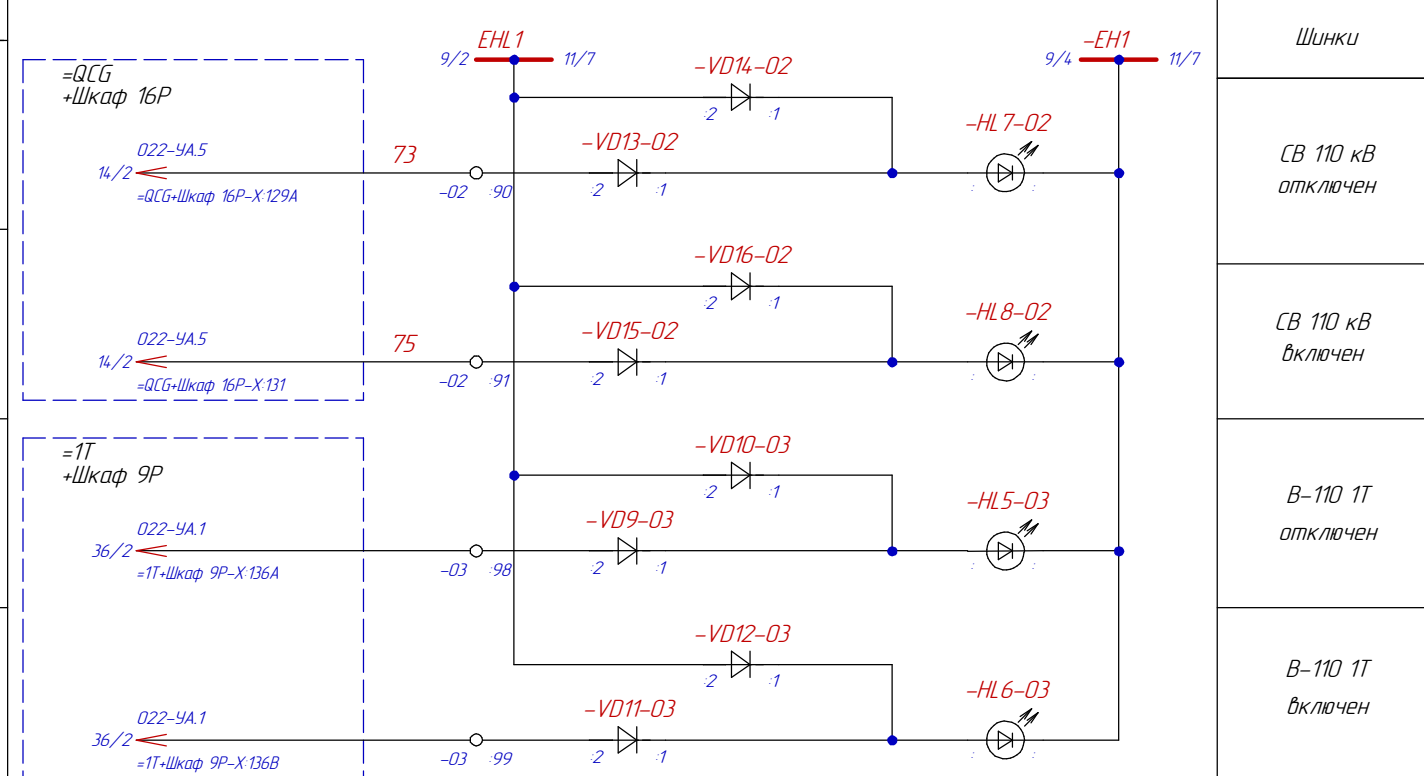 EHL1
9/2
11/7
-EH1
9/4
11/7
Шинки
=QCG
+Шкаф 16Р
-VD14-02
:2
:1
022-ЧА.5
14/2
=QCG+Шкаф 16Р-X:129А
73
-02
:90
-VD13-02
:2
:1
-HL7-02
:
:
СВ 110 кВ
отключен
-VD16-02
:2
:1
022-ЧА.5
14/2
=QCG+Шкаф 16Р-X:131
75
-02
:91
-VD15-02
:2
:1
-HL8-02
:
:
СВ 110 кВ
включен
=1Т
+Шкаф 9Р
-VD10-03
:2
:1
022-ЧА.1
36/2
=1Т+Шкаф 9Р-X:136А
-03
:98
-VD9-03
:2
:1
-HL5-03
:
:
В-110 1Т
отключен
-VD12-03
:2
:1
022-ЧА.1
36/2
=1Т+Шкаф 9Р-X:136В
-03
:99
-VD11-03
:2
:1
-HL6-03
:
:
В-110 1Т
включен